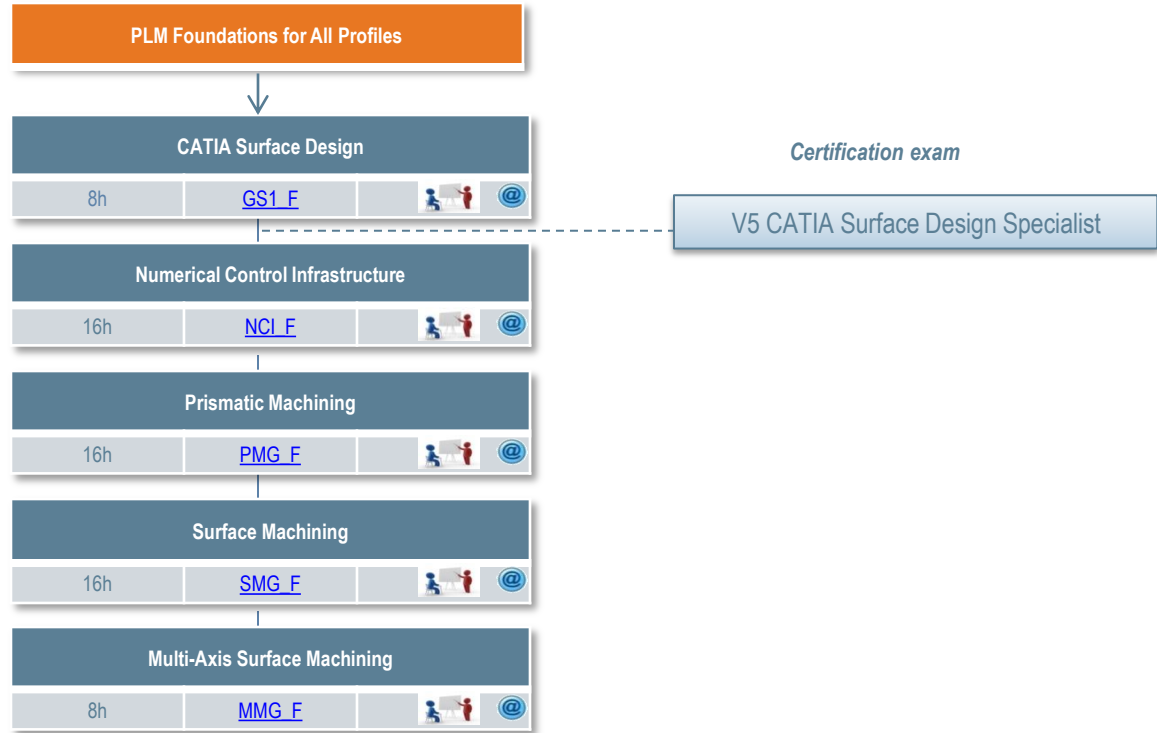 PLM Foundations for All Profiles
CATIA Surface Design
8h GS1_F @
Certification exam
V5 CATIA Surface Design Specialist
Numerical Control Infrastructure
16h NCI_F @
Prismatic Machining
16h PMG_F @
Surface Machining
16h SMG_F @
Multi-Axis Surface Machining
8h MMG_F @